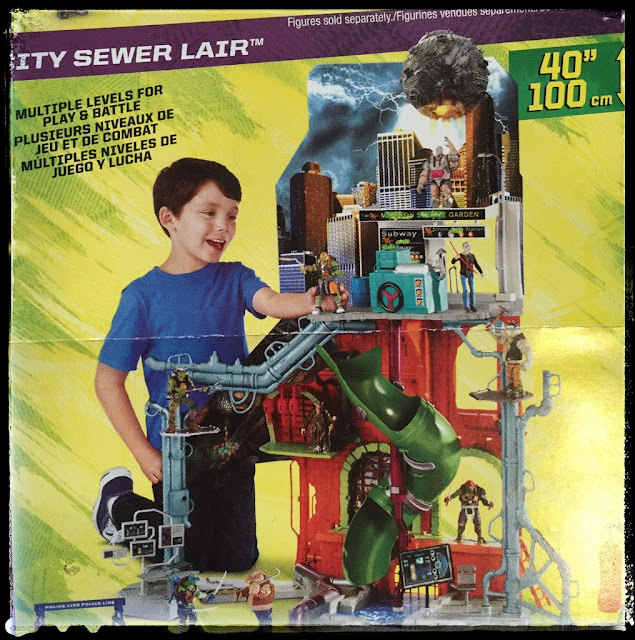 Figures sold separately./Figurines vendues séparément.
ITY SEWER LAIR™
40”
100 cm
MULTIPLE LEVELS FOR
PLAY & BATTLE
PLUSIEURS NIVEAUX DE
JEU ET DE COMBAT
MÚLTIPLES NIVELES DE
JUEGO Y LUCHA
GARDEN
Subway
POLICE LINE POLICE LINE